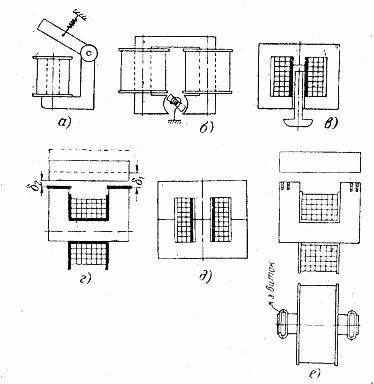 а)
б)
в)
δ₂
δ₁
г)
д)
к.з виток
е)